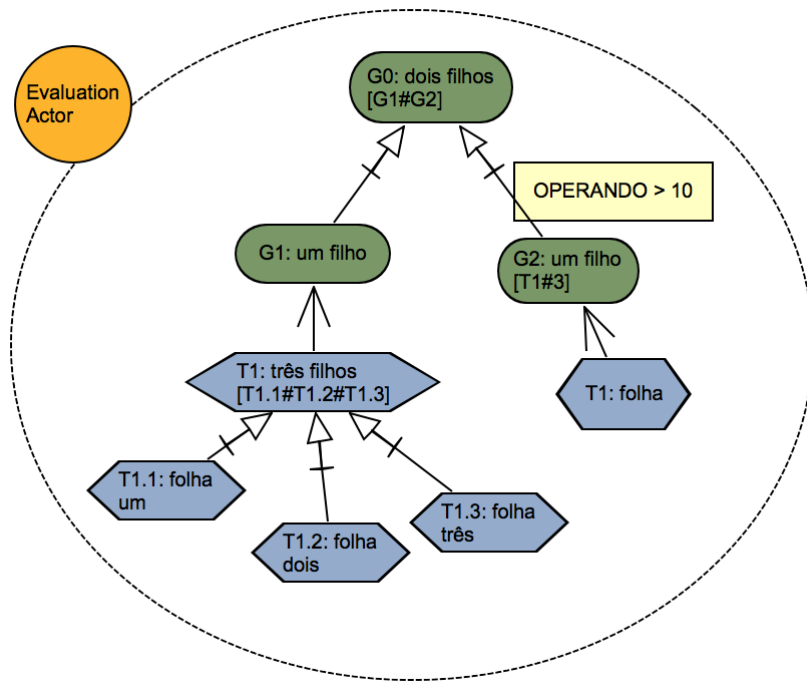 Evaluation
Actor
G0: dois filhos
[G1#G2]
OPERANDO > 10
G1: um filho
G2: um filho
[T1#3]
T1: três filhos
[T1.1#T1.2#T1.3]
T1: folha
T1.1: folha
um
T1.2: folha
dois
T1.3: folha
três